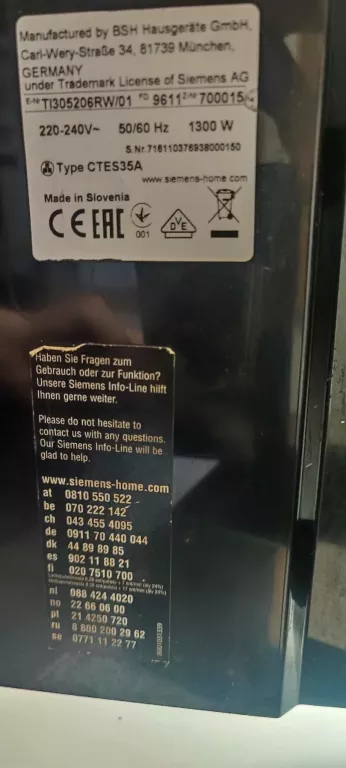 Manufactured by BSH Hausgeräte GmbH,
Carl-Wery-Straße 34, 81739 München,
GERMANY
under Trademark License of Siemens AG
E-Nr TI305206RW/01 FD 9611 Z-Nr 700015
220-240V~ 50/60 Hz 1300 W
S.Nr.716110376938000150
Type CTES35A
www.siemens-home.com
Made in Slovenia
CE EAC
001
DVE
Haben Sie Fragen zum
Gebrauch oder zur Funktion?
Unsere Siemens Info-Line hilft
Ihnen gerne weiter.
Please do not hesitate to
contact us with any questions.
Our Siemens Info-Line will be
glad to help.
www.siemens-home.com
at 0810 550 522
be 070 222 142
ch 043 455 4095
de 0911 70 440 044
dk 44 89 89 85
es 902 11 88 21
fi 020 7510 700
nl 088 424 4020
no 22 66 06 00
pt 21 4250 720
ru 8 800 200 29 62
se 0771 11 22 77